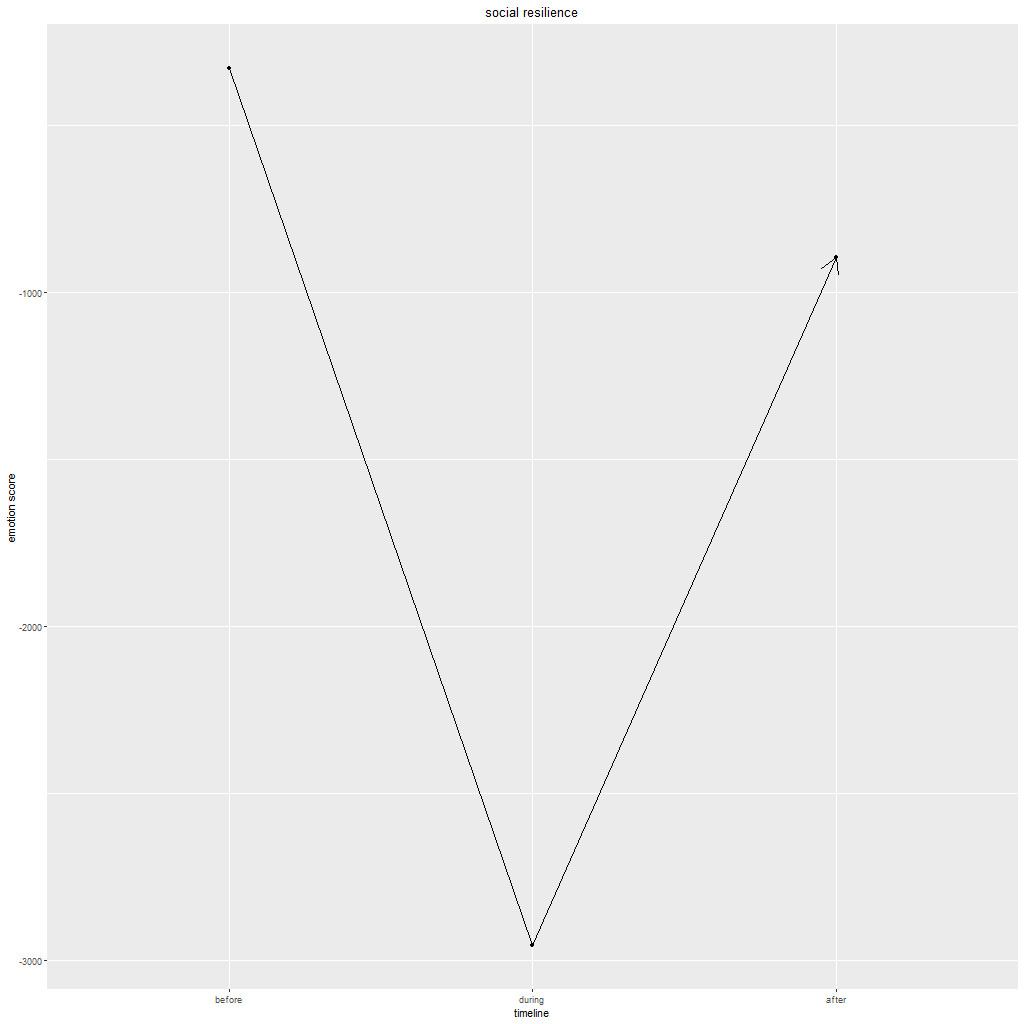 social resilience
emotion score
-1000
-2000
-3000
before
during
after
timeline